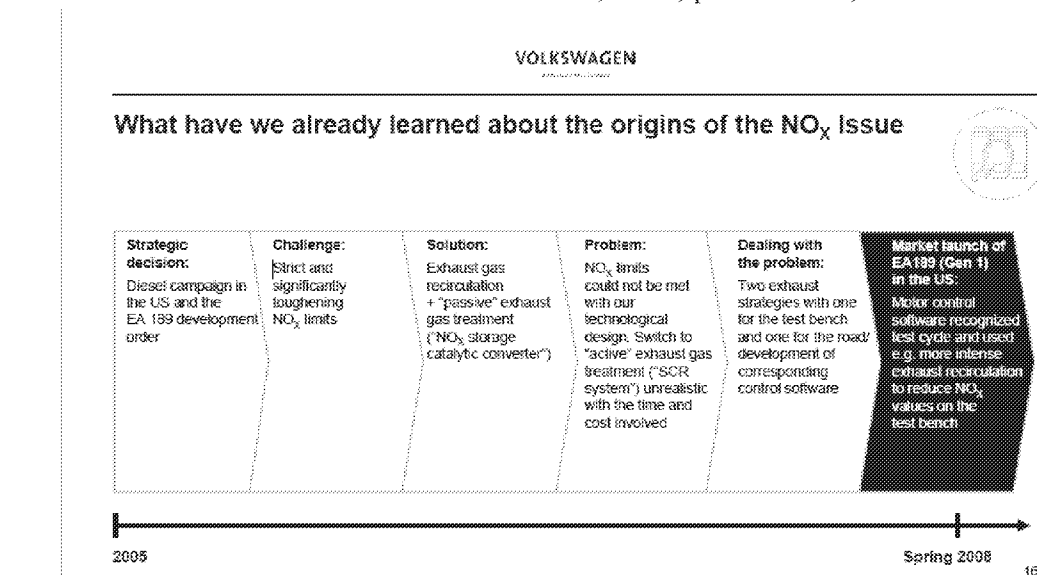 VOLKSWAGEN
What have we already learned about the origins of the NOX Issue
Strategic
decision:
Diesel campaign in
the US and the
EA 189 development
order
Challenge:
Strict and
significantly
toughening
NOX limits
Solution:
Exhaust gas
recirculation
+ "passive" exhaust
gas treatment
("NOX storage
catalytic converter")
Problem:
NOX limits
could not be met
with our
technological
design. Switch to
"active" exhaust gas
treatment ("SCR
system") unrealistic
with the time and
cost involved
Dealing with
the problem:
Two exhaust
strategies with one
for the test bench
and one for the road/
development of
corresponding
control software
Market launch of
EA189 (Gen 1)
in the US:
Motor control
software recognized
test cycle and used
e.g. more intense
exhaust recirculation
to reduce NOX
values on the
test bench
2005
Spring 2008
16